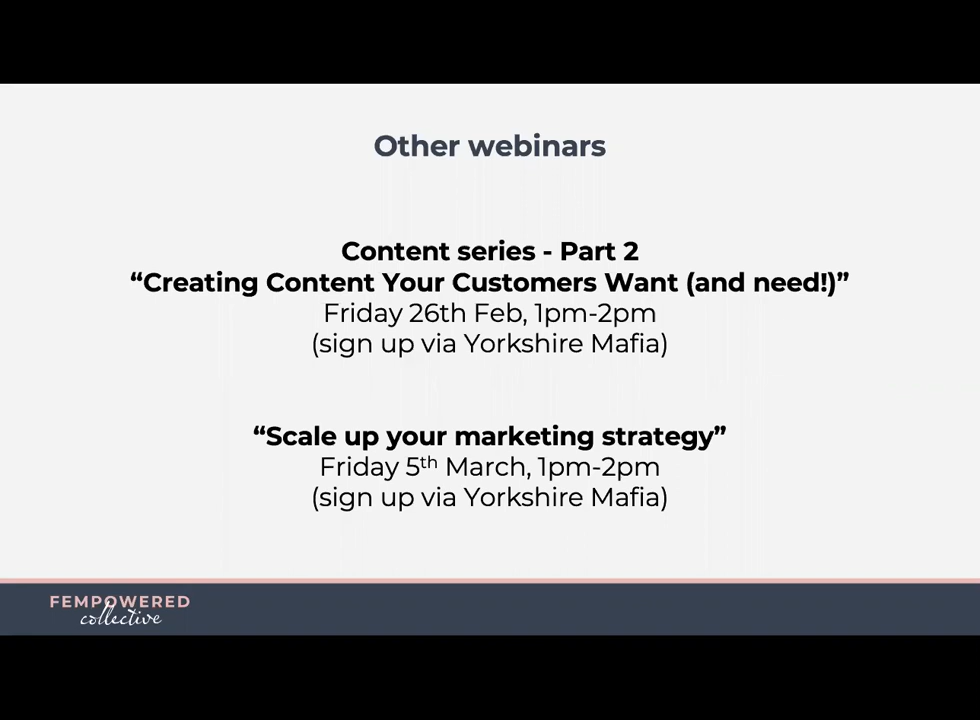 Other webinars
Content series - Part 2
“Creating Content Your Customers Want (and need!)”
Friday 26th Feb, 1pm-2pm
(sign up via Yorkshire Mafia)
“Scale up your marketing strategy”
Friday 5th March, 1pm-2pm
(sign up via Yorkshire Mafia)
FEMPOWERED
collective